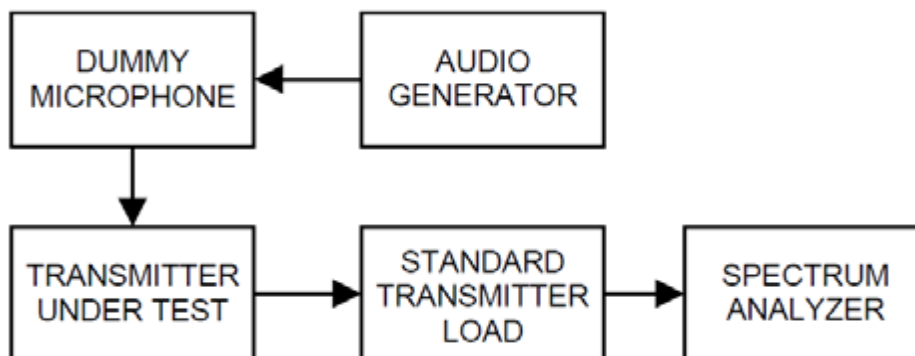 DUMMY
MICROPHONE
AUDIO
GENERATOR
TRANSMITTER
UNDER TEST
STANDARD
TRANSMITTER
LOAD
SPECTRUM
ANALYZER